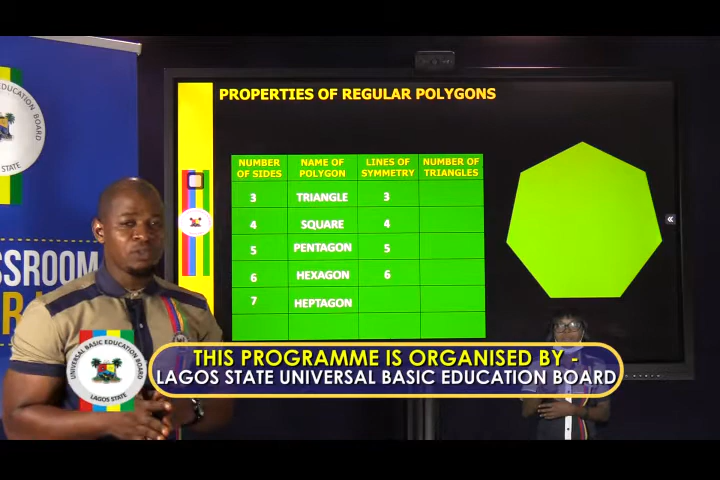 PROPERTIES OF REGULAR POLYGONS
NUMBER OF SIDES NAME OF POLYGON LINES OF SYMMETRY NUMBER OF TRIANGLES
3 TRIANGLE 3
4 SQUARE 4
5 PENTAGON 5
6 HEXAGON 6
7 HEPTAGON
THIS PROGRAMME IS ORGANISED BY -
LAGOS STATE UNIVERSAL BASIC EDUCATION BOARD
UNIVERSAL BASIC EDUCATION BOARD
LAGOS STATE
EDUCATION BOARD
STATE
SSROOM